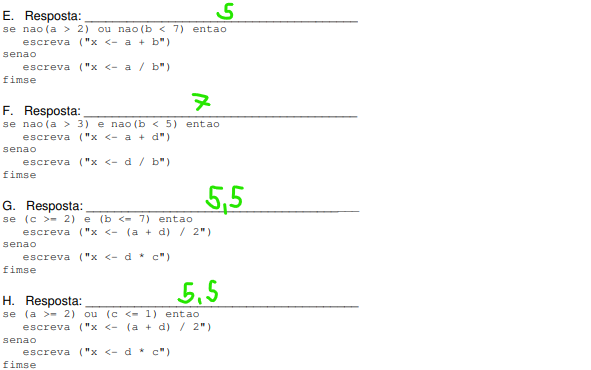 E. Resposta: 5
se nao(a > 2) ou nao(b < 7) entao
escreva ("x <- a + b")
senao
escreva ("x <- a / b")
fimse
F. Resposta: 7
se nao(a > 3) e nao(b < 5) entao
escreva ("x <- a + d")
senao
escreva ("x <- d / b")
fimse
G. Resposta: 5,5
se (c >= 2) e (b <= 7) entao
escreva ("x <- (a + d) / 2")
senao
escreva ("x <- d * c")
fimse
H. Resposta: 5,5
se (a >= 2) ou (c <= 1) entao
escreva ("x <- (a + d) / 2")
senao
escreva ("x <- d * c")
fimse